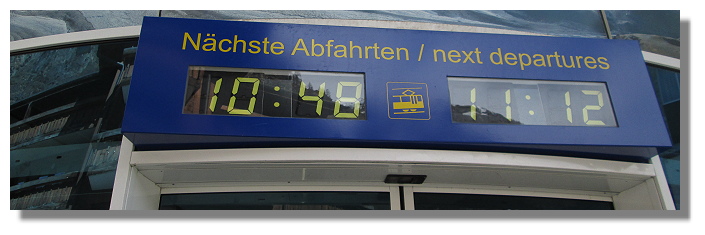 Nächste Abfahrten / next departures
10:48 11:12